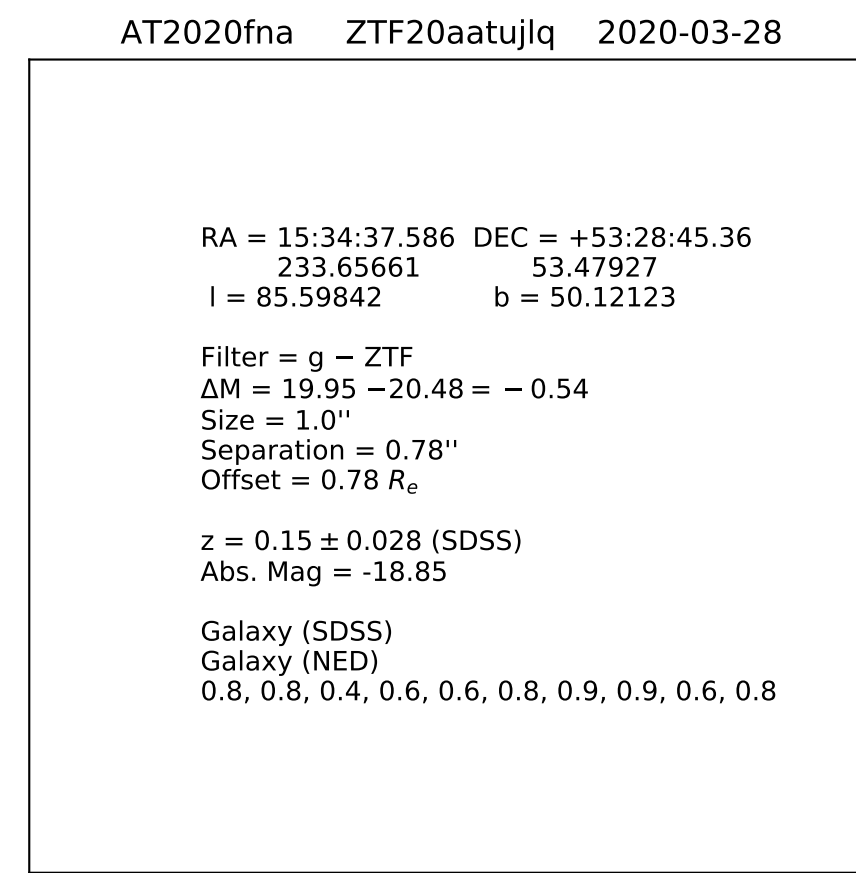 AT2020fna ZTF20aatujlq 2020-03-28
RA = 15:34:37.586 DEC = +53:28:45.36
233.65661 53.47927
l = 85.59842 b = 50.12123
Filter = g − ZTF
ΔM = 19.95 −20.48 = − 0.54
Size = 1.0''
Separation = 0.78''
Offset = 0.78 Re
z = 0.15 ± 0.028 (SDSS)
Abs. Mag = -18.85
Galaxy (SDSS)
Galaxy (NED)
0.8, 0.8, 0.4, 0.6, 0.6, 0.8, 0.9, 0.9, 0.6, 0.8